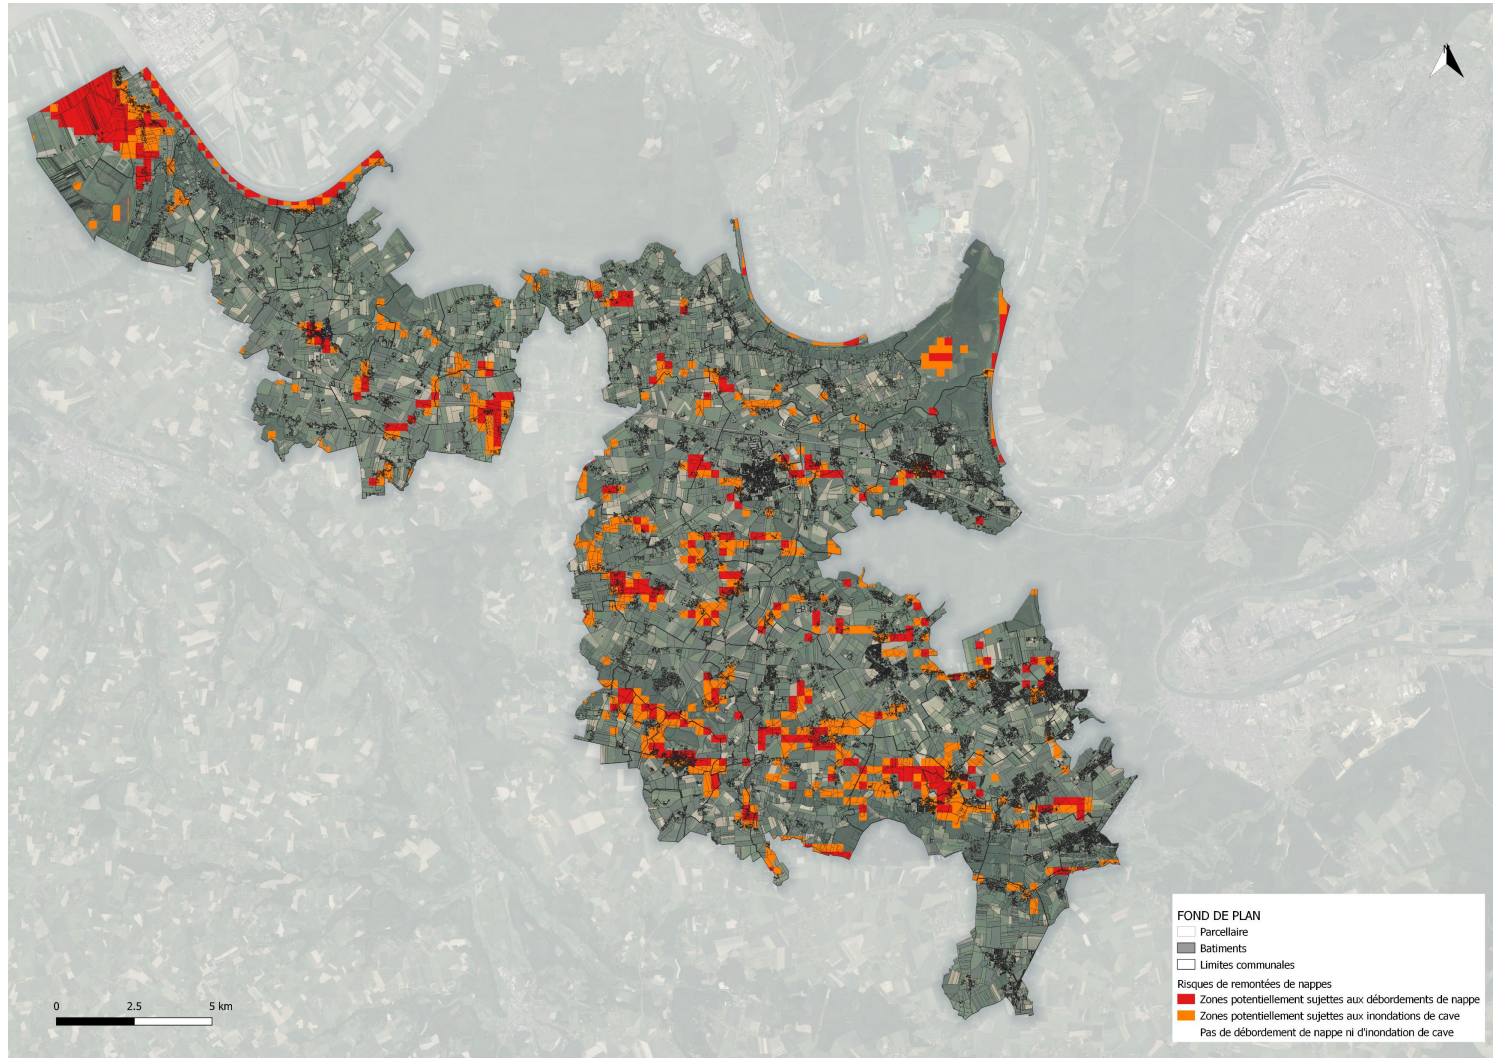 N
FOND DE PLAN
Parcellaire
Batiments
Limites communales
Risques de remontées de nappes
Zones potentiellement sujettes aux débordements de nappe
Zones potentiellement sujettes aux inondations de cave
Pas de débordement de nappe ni d'inondation de cave
0 2.5 5 km